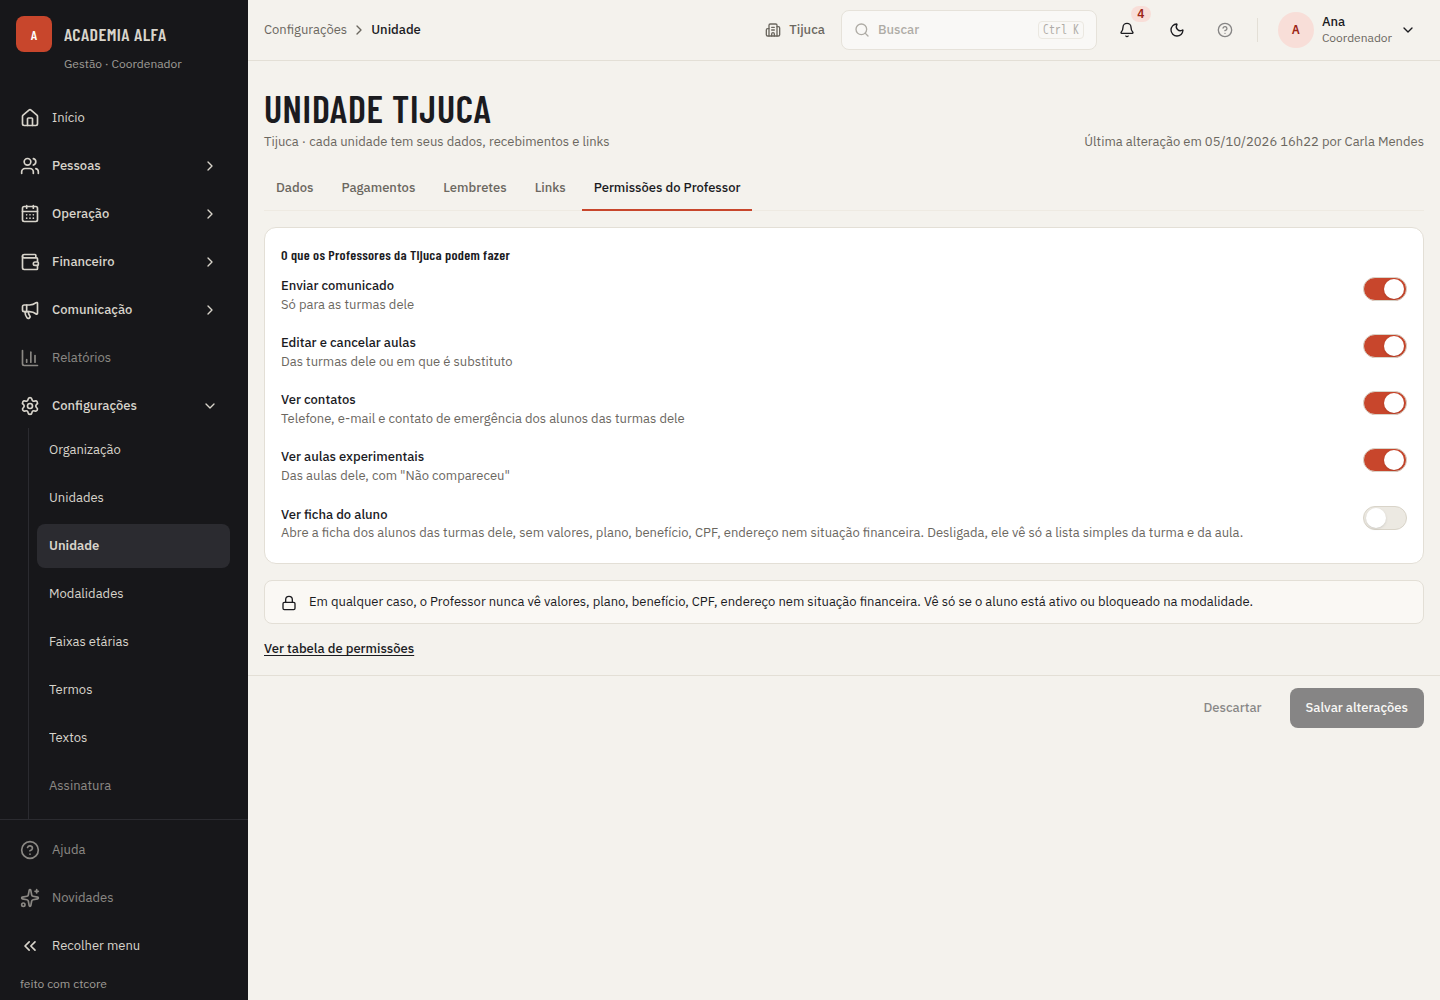 A
ACADEMIA ALFA
Gestão · Coordenador
Início
Pessoas
Operação
Financeiro
Comunicação
Relatórios
Configurações
Organização
Unidades
Unidade
Modalidades
Faixas etárias
Termos
Textos
Assinatura
Ajuda
Novidades
Recolher menu
feito com ctcore
Configurações > Unidade
Tijuca
Buscar
Ctrl K
4
A
Ana
Coordenador
UNIDADE TIJUCA
Tijuca · cada unidade tem seus dados, recebimentos e links
Última alteração em 05/10/2026 16h22 por Carla Mendes
Dados
Pagamentos
Lembretes
Links
Permissões do Professor
O que os Professores da Tijuca podem fazer
Enviar comunicado
Só para as turmas dele
Editar e cancelar aulas
Das turmas dele ou em que é substituto
Ver contatos
Telefone, e-mail e contato de emergência dos alunos das turmas dele
Ver aulas experimentais
Das aulas dele, com "Não compareceu"
Ver ficha do aluno
Abre a ficha dos alunos das turmas dele, sem valores, plano, benefício, CPF, endereço nem situação financeira. Desligada, ele vê só a lista simples da turma e da aula.
Em qualquer caso, o Professor nunca vê valores, plano, benefício, CPF, endereço nem situação financeira. Vê só se o aluno está ativo ou bloqueado na modalidade.
Ver tabela de permissões
Descartar
Salvar alterações